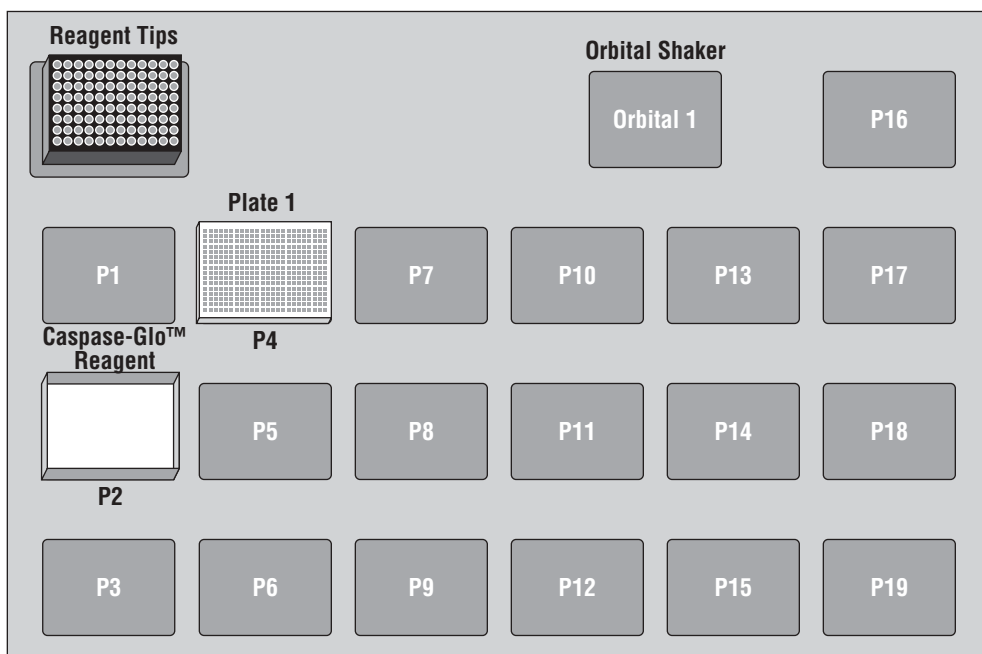 Reagent Tips
Orbital Shaker
Orbital 1
P16
Plate 1
P1
P7
P10
P13
P17
Caspase-Glo™
Reagent
P4
P5
P8
P11
P14
P18
P2
P3
P6
P9
P12
P15
P19